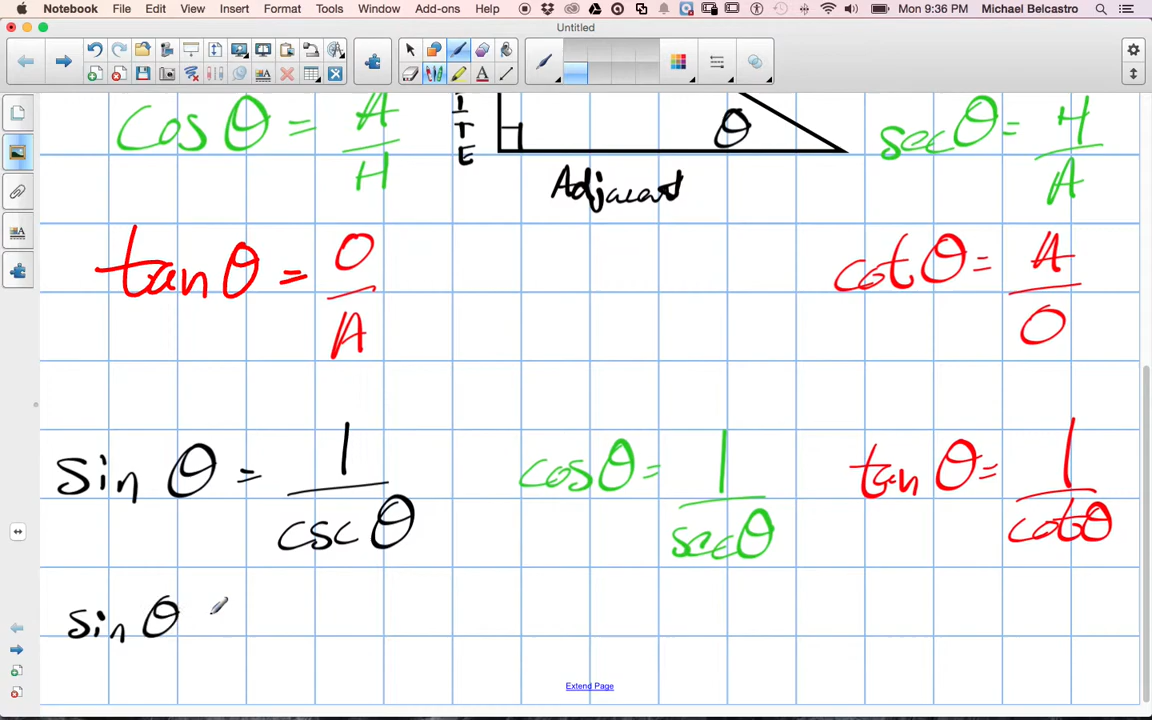 Notebook File Edit View Insert Format Tools Window Add-ons Help Mon 9:36 PM Michael Belcastro
Untitled
cos θ = A/H
I
T
E
θ
sec θ = H/A
Adjacent
tan θ = O/A
cot θ = A/O
sin θ = 1/csc θ
cos θ = 1/sec θ
tan θ = 1/cot θ
sin θ
Extend Page